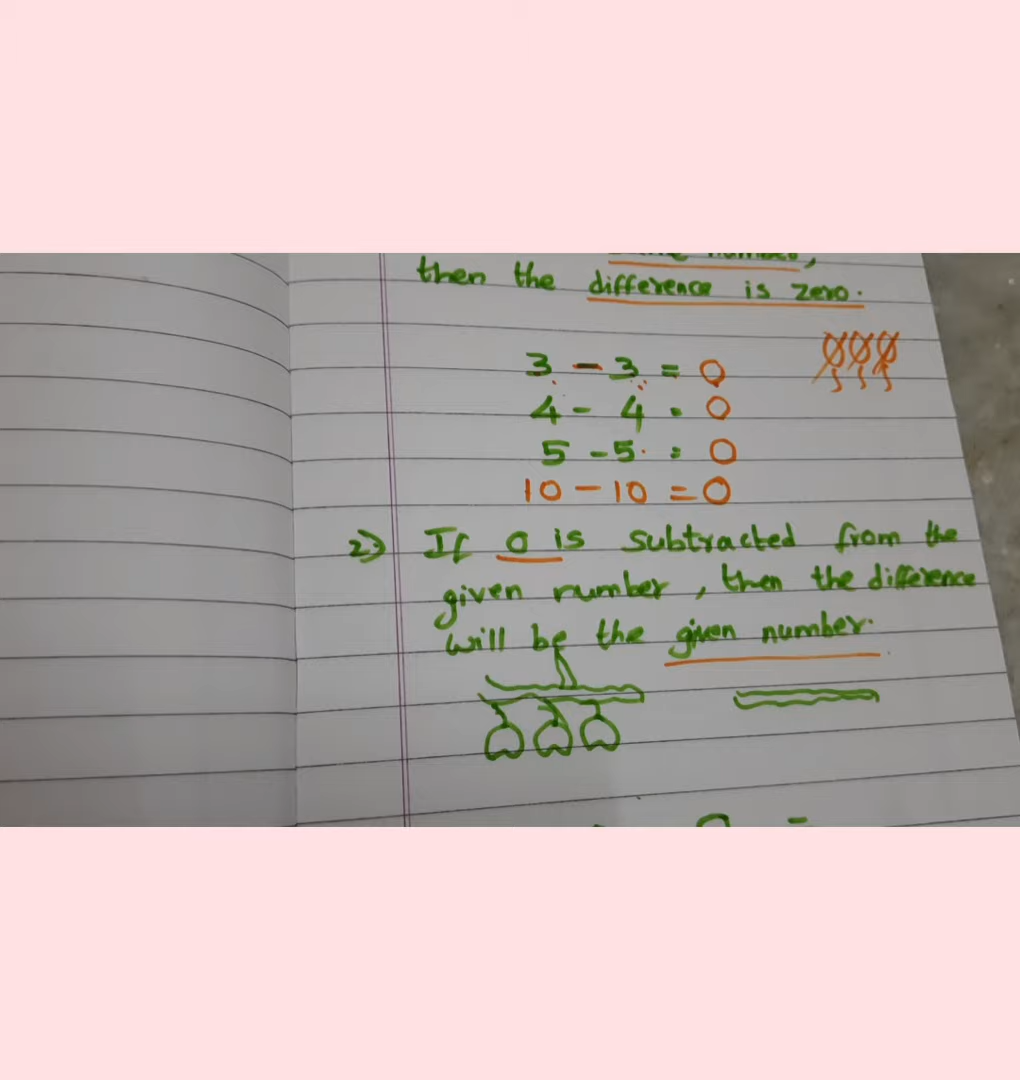 number,
then the difference is zero.
3 - 3 = 0
4 - 4 = 0
5 - 5 = 0
10 - 10 = 0
2) If 0 is subtracted from the
given number, then the difference
will be the given number.